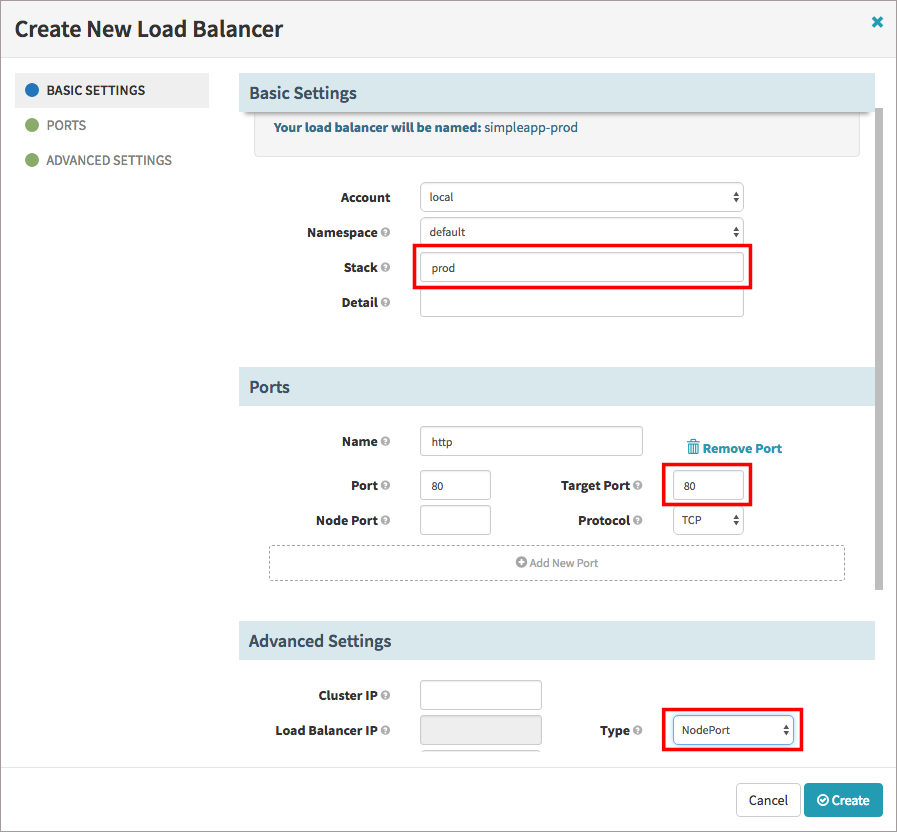 Create New Load Balancer
BASIC SETTINGS
PORTS
ADVANCED SETTINGS
Basic Settings
Your load balancer will be named: simpleapp-prod
Account local
Namespace default
Stack prod
Detail
Ports
Name http Remove Port
Port 80 Target Port 80
Node Port Protocol TCP
Add New Port
Advanced Settings
Cluster IP
Load Balancer IP Type NodePort
Cancel Create